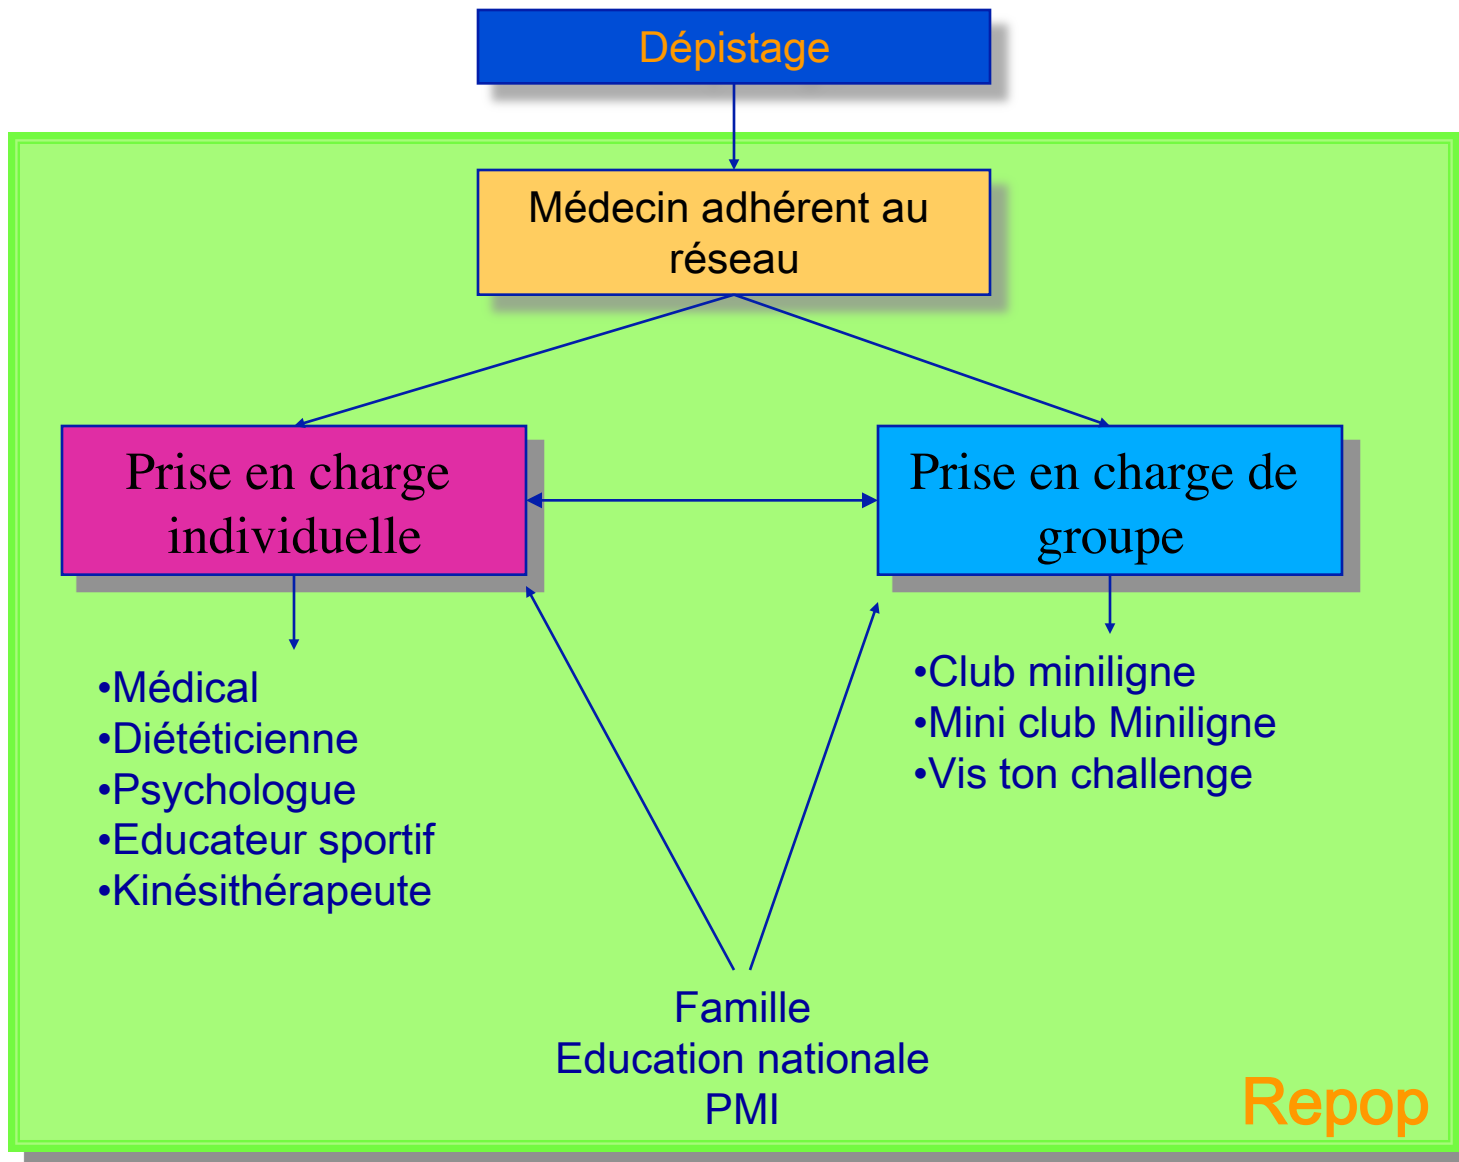 Dépistage
Médecin adhérent au
réseau
Prise en charge
individuelle
Prise en charge de
groupe
•Médical
•Diététicienne
•Psychologue
•Educateur sportif
•Kinésithérapeute
•Club miniligne
•Mini club Miniligne
•Vis ton challenge
Famille
Education nationale
PMI
Repop